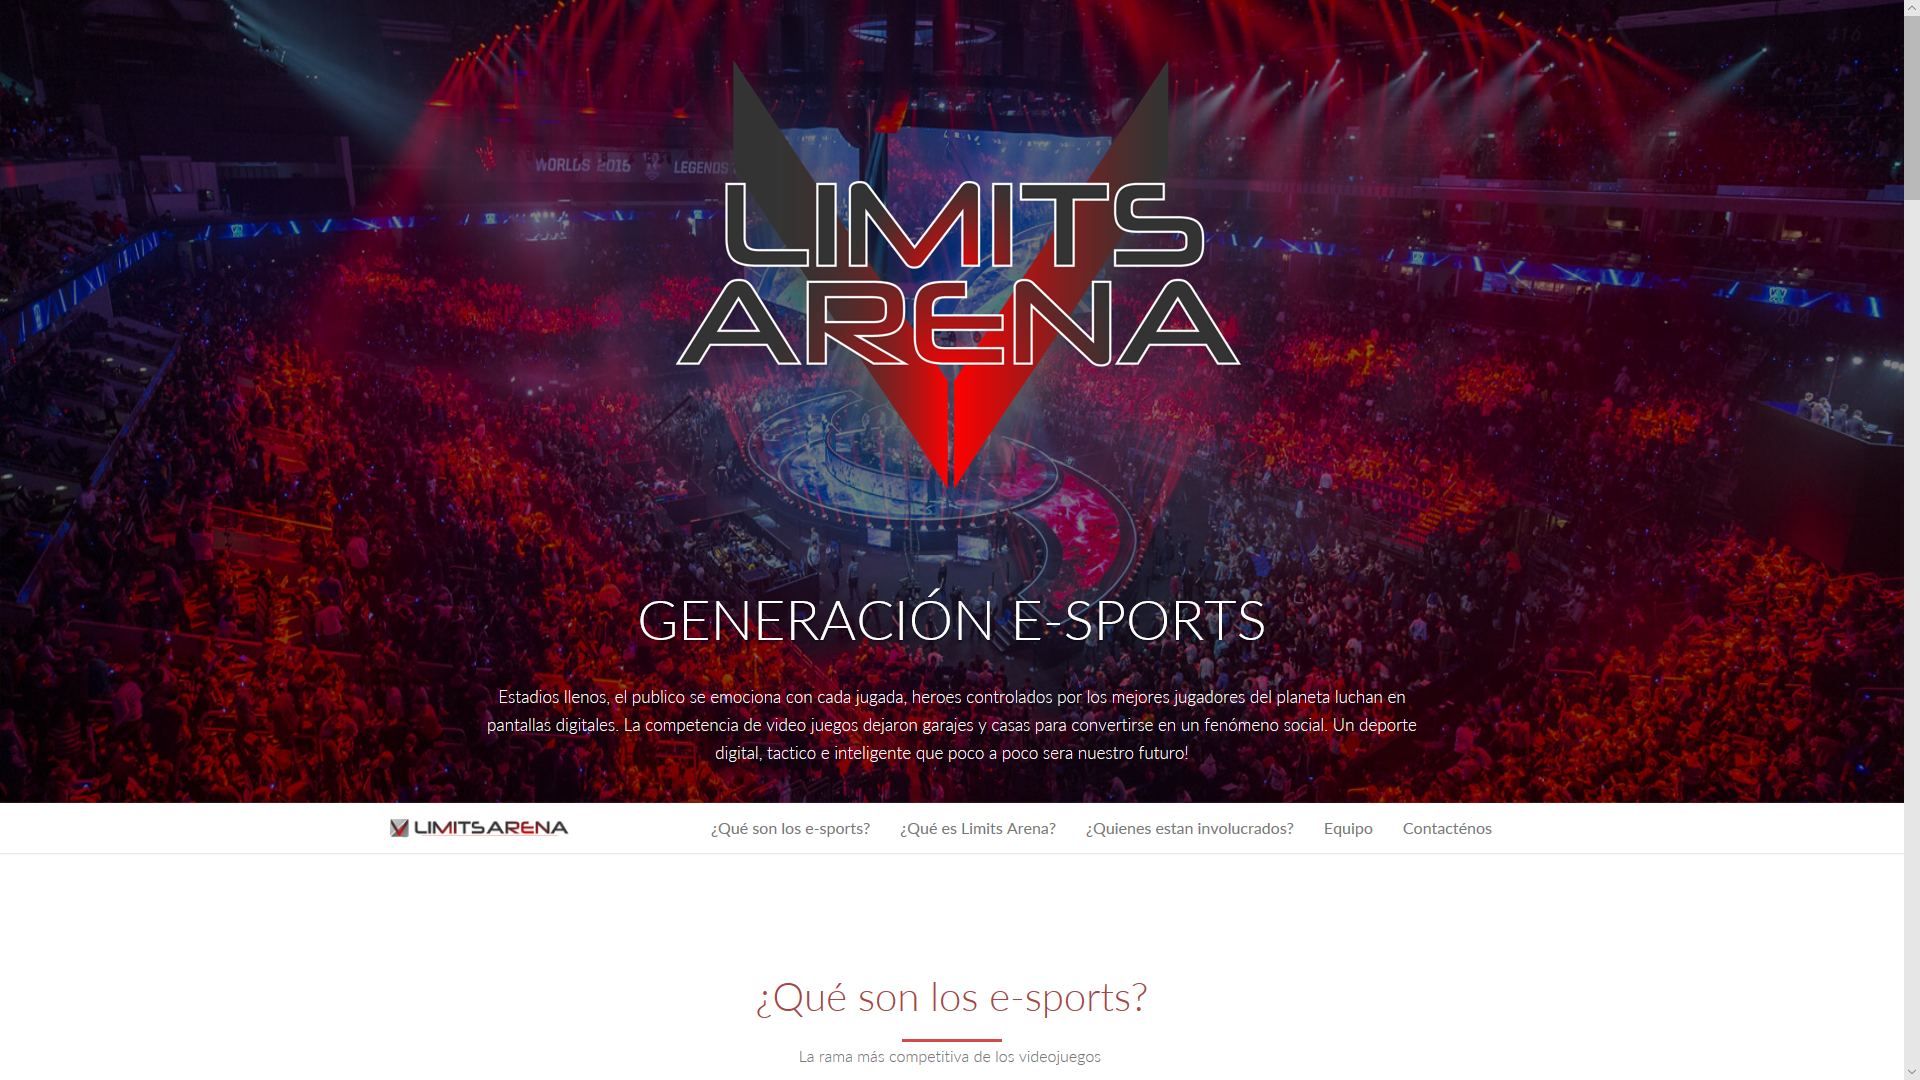 416
WORLDS 2015
LEGENDS
LIMITS
ARENA
GENERACIÓN E-SPORTS
Estadios llenos, el publico se emociona con cada jugada, heroes controlados por los mejores jugadores del planeta luchan en
pantallas digitales. La competencia de video juegos dejaron garajes y casas para convertirse en un fenómeno social. Un deporte
digital, tactico e inteligente que poco a poco sera nuestro futuro!
LIMITSARENA
¿Qué son los e-sports?
¿Qué es Limits Arena?
¿Quienes estan involucrados?
Equipo
Contacténos
¿Qué son los e-sports?
La rama más competitiva de los videojuegos